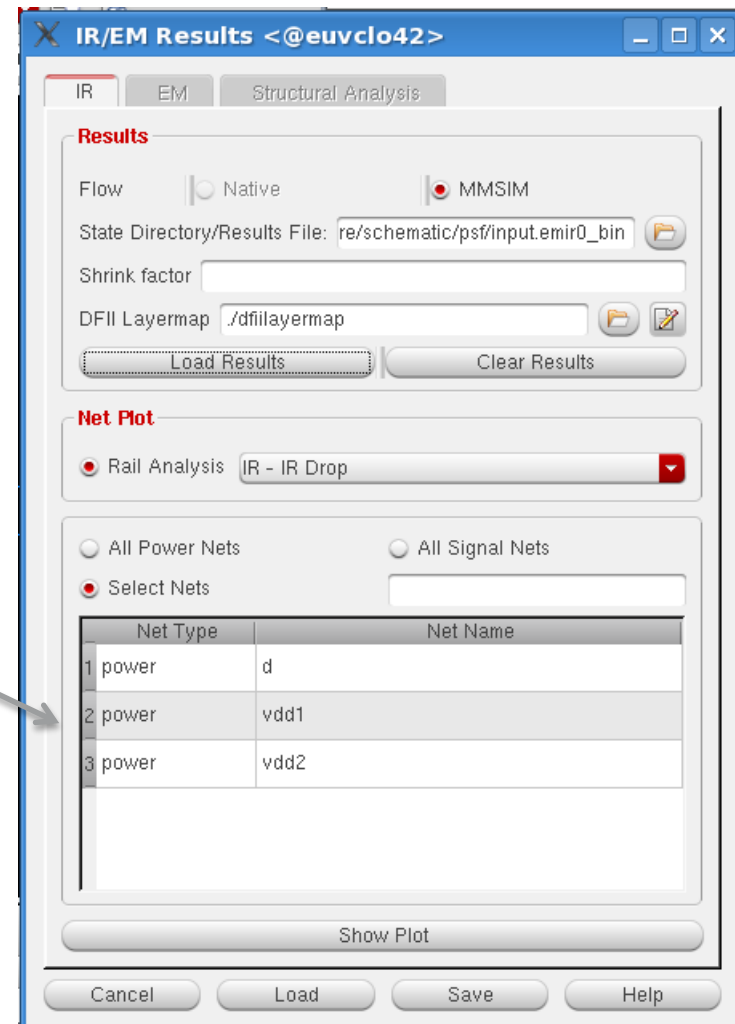 IR/EM Results <@euvclo42>
IR EM Structural Analysis
Results
Flow Native MMSIM
State Directory/Results File: re/schematic/psf/input.emir0_bin
Shrink factor
DFII Layermap ./dfiilayermap
Load Results Clear Results
Net Plot
Rail Analysis IR - IR Drop
All Power Nets All Signal Nets
Select Nets
Net Type Net Name
1 power d
2 power vdd1
3 power vdd2
Show Plot
Cancel Load Save Help